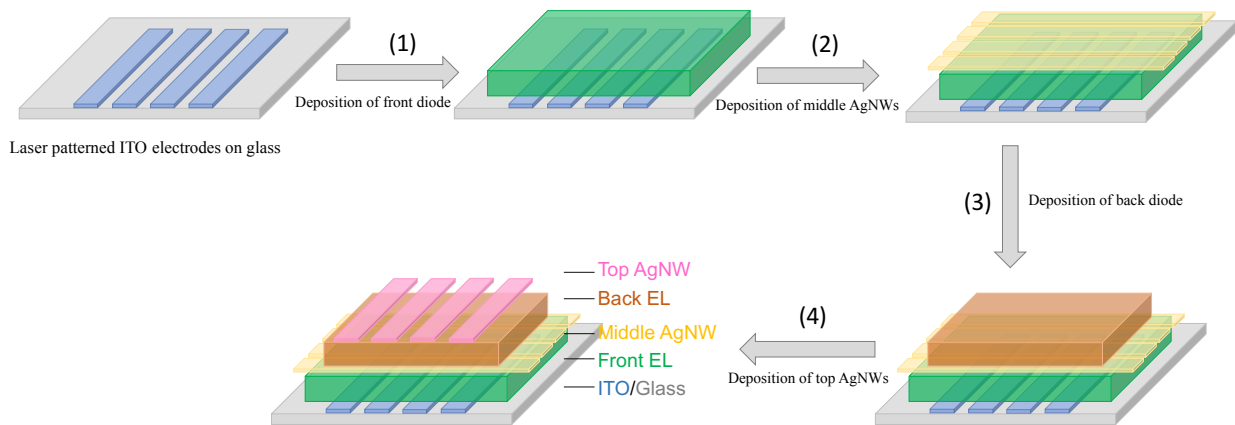 (1)
Deposition of front diode
(2)
Deposition of middle AgNWs
Laser patterned ITO electrodes on glass
(3)
Deposition of back diode
(4)
Deposition of top AgNWs
Top AgNW
Back EL
Middle AgNW
Front EL
ITO/Glass